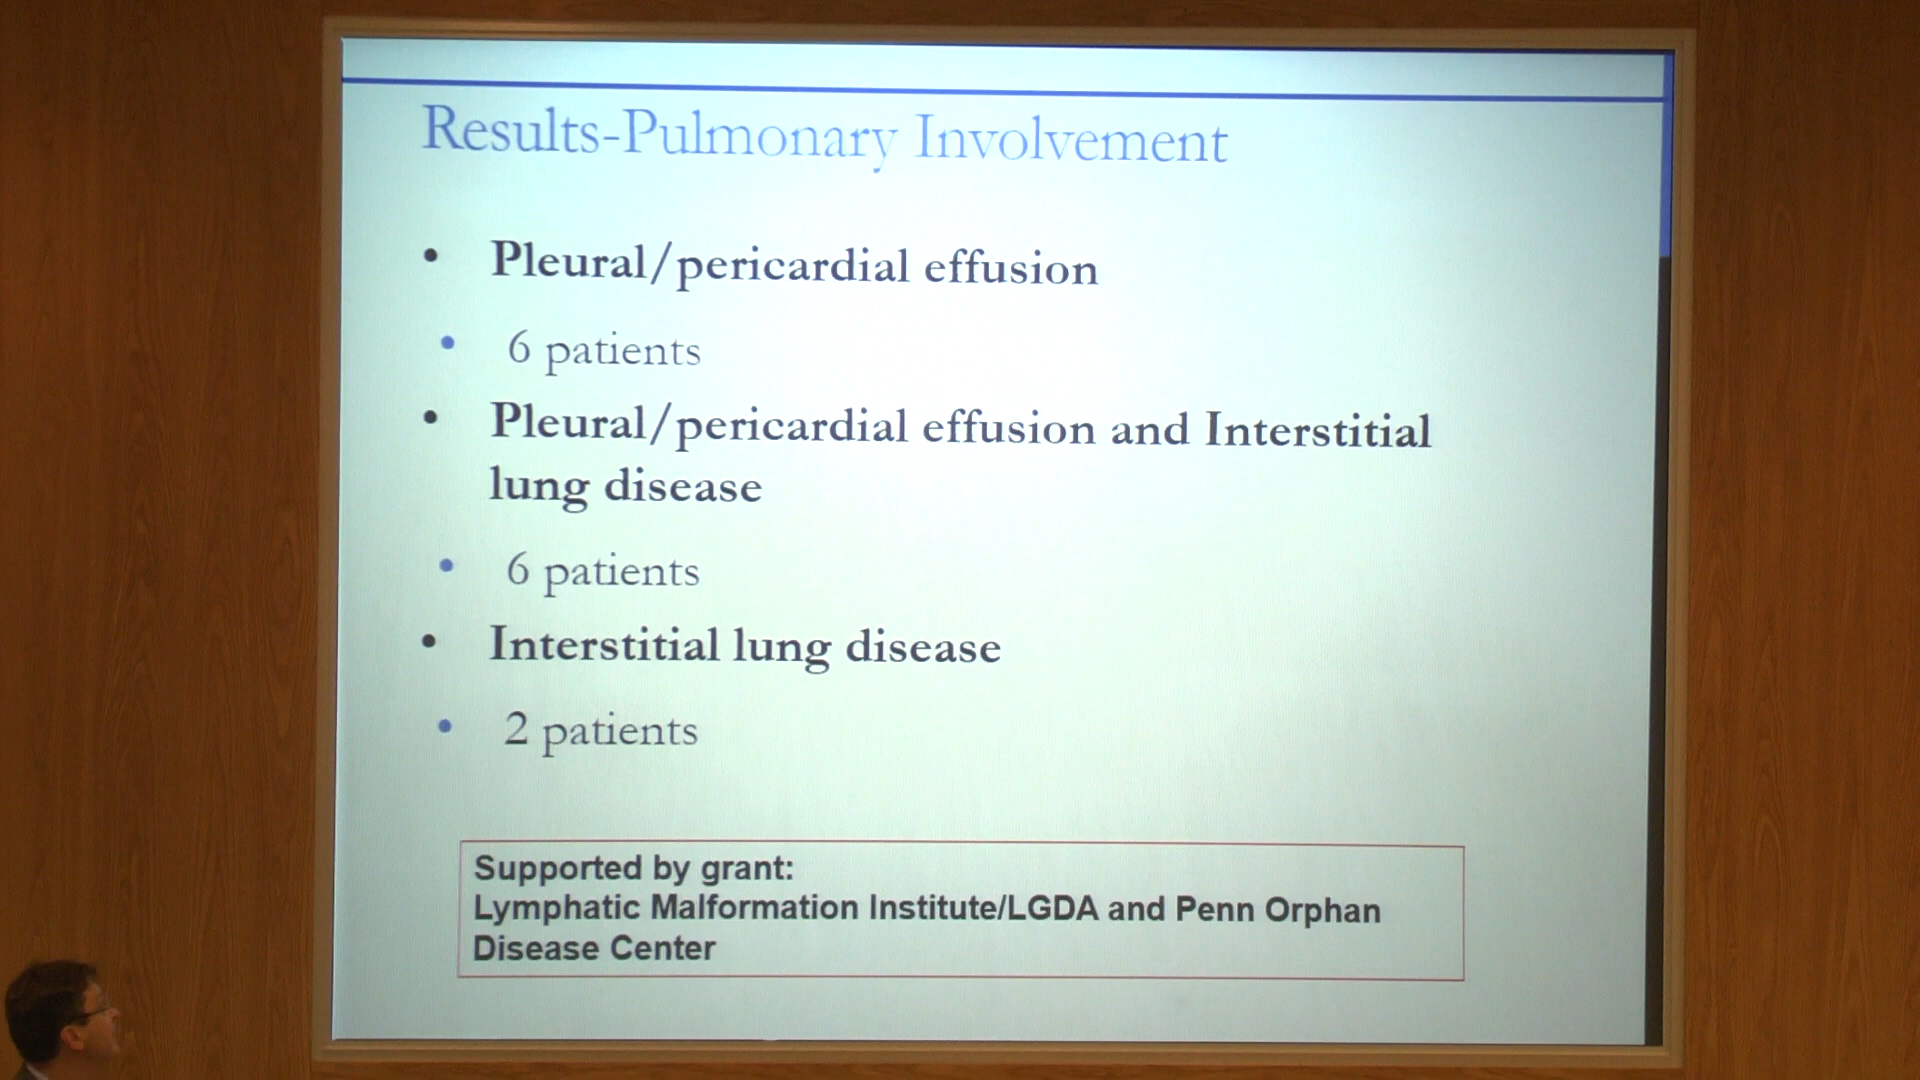 Results-Pulmonary Involvement
• Pleural/pericardial effusion
• 6 patients
• Pleural/pericardial effusion and Interstitial
lung disease
• 6 patients
• Interstitial lung disease
• 2 patients
Supported by grant:
Lymphatic Malformation Institute/LGDA and Penn Orphan
Disease Center